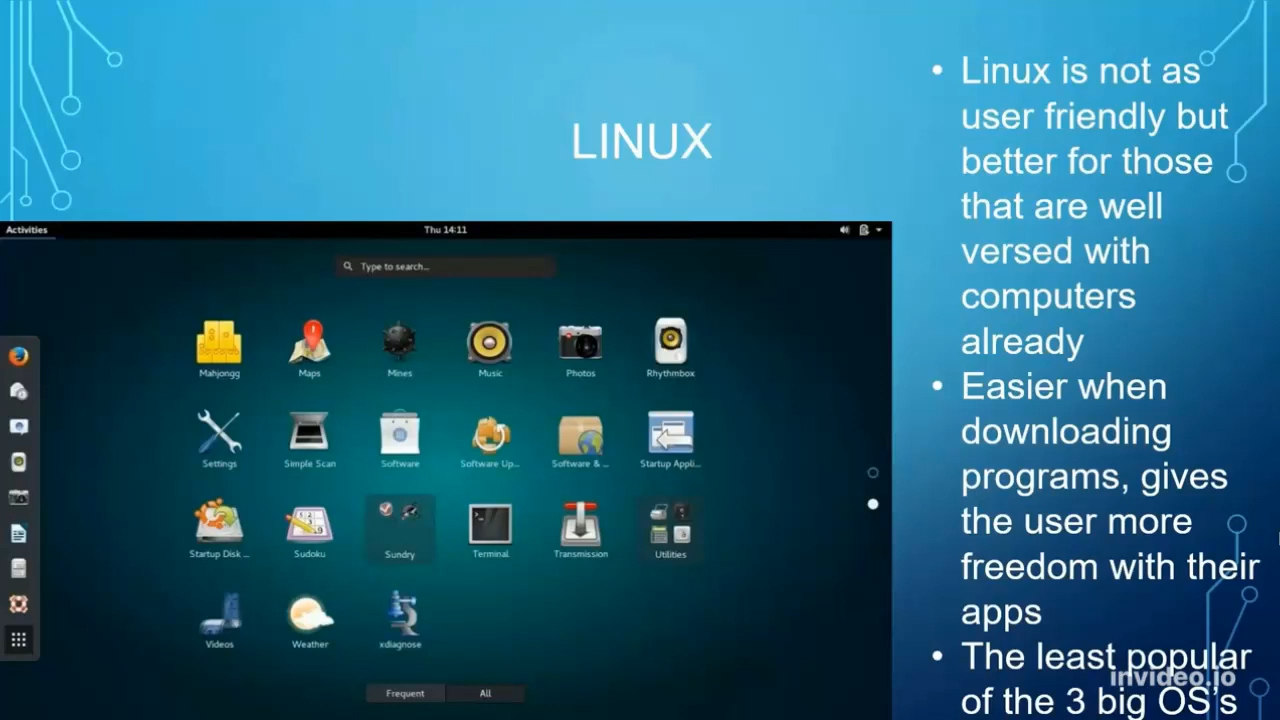 LINUX
• Linux is not as
user friendly but
better for those
that are well
versed with
computers
already
• Easier when
downloading
programs, gives
the user more
freedom with their
apps
• The least popular
of the 3 big OS's
invideo.io
Activities
Thu 14:11
Type to search...
Mahjongg Maps Mines Music Photos Rhythmbox
Settings Simple Scan Software Software Up... Software & ... Startup Appli...
Startup Disk ... Sudoku Sundry Terminal Transmission Utilities
Videos Weather xdiagnose
Frequent All